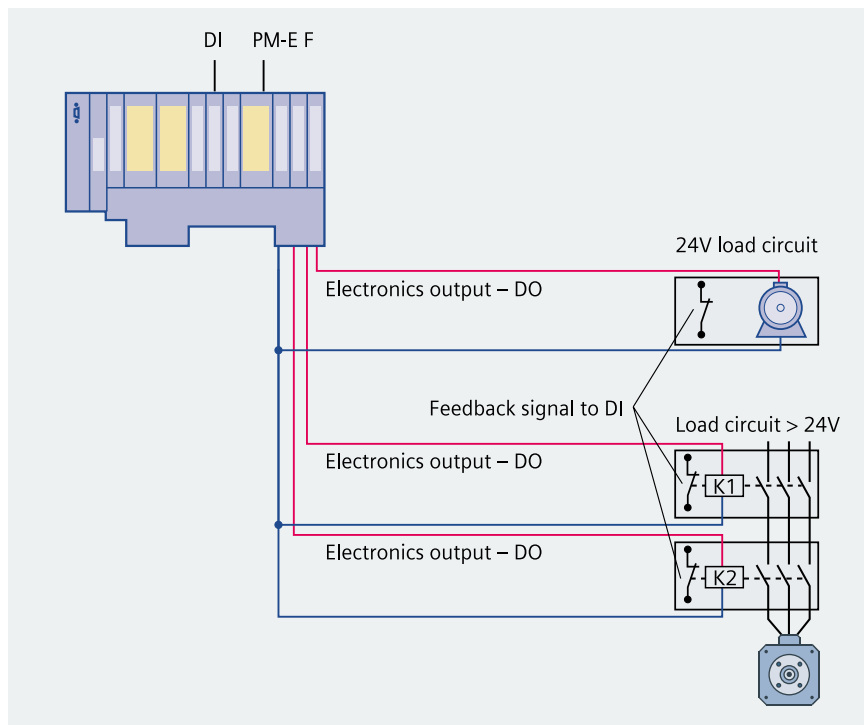 DI PM-E F
24V load circuit
Electronics output – DO
Feedback signal to DI
Load circuit > 24V
Electronics output – DO
K1
Electronics output – DO
K2